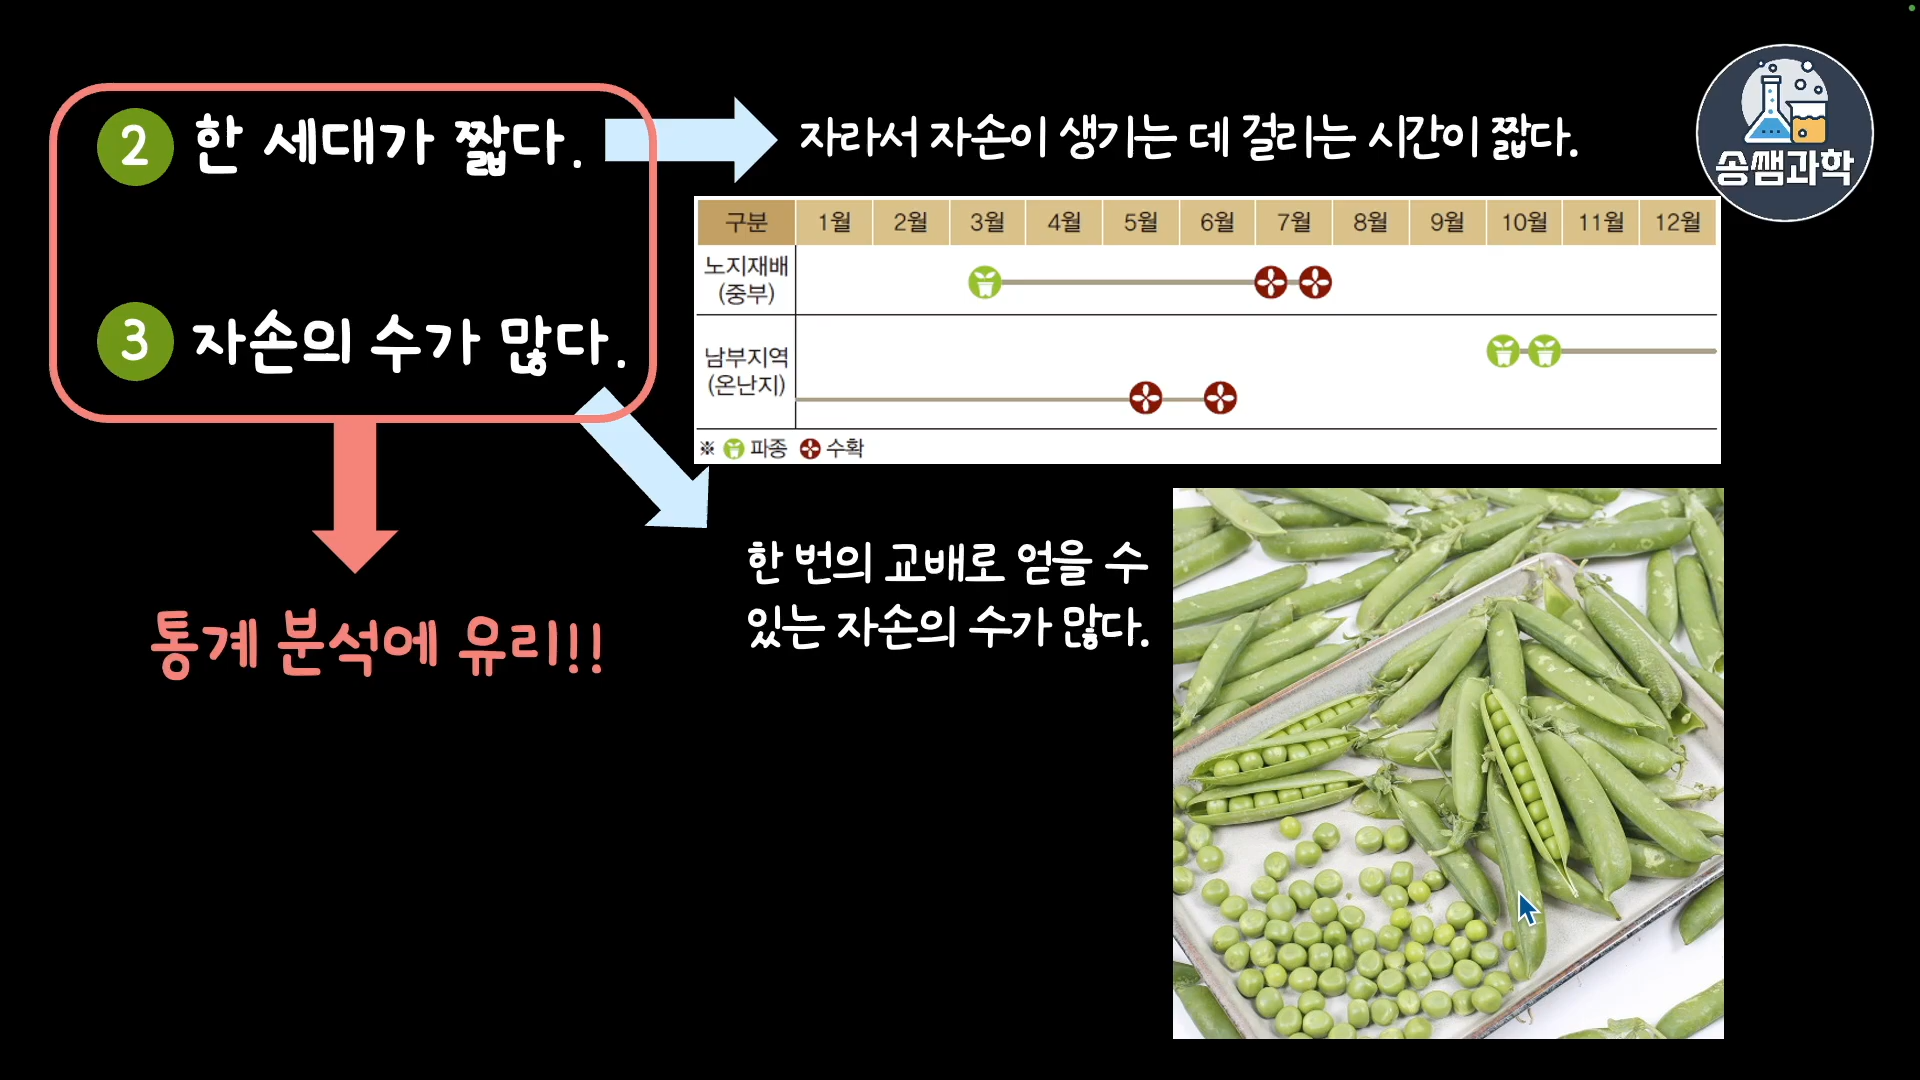 2 한 세대가 짧다.
자라서 자손이 생기는 데 걸리는 시간이 짧다.
송쌤과학
구분 1월 2월 3월 4월 5월 6월 7월 8월 9월 10월 11월 12월
노지재배
(중부)
남부지역
(온난지)
※ 파종 수확
3 자손의 수가 많다.
한 번의 교배로 얻을 수
있는 자손의 수가 많다.
통계 분석에 유리!!